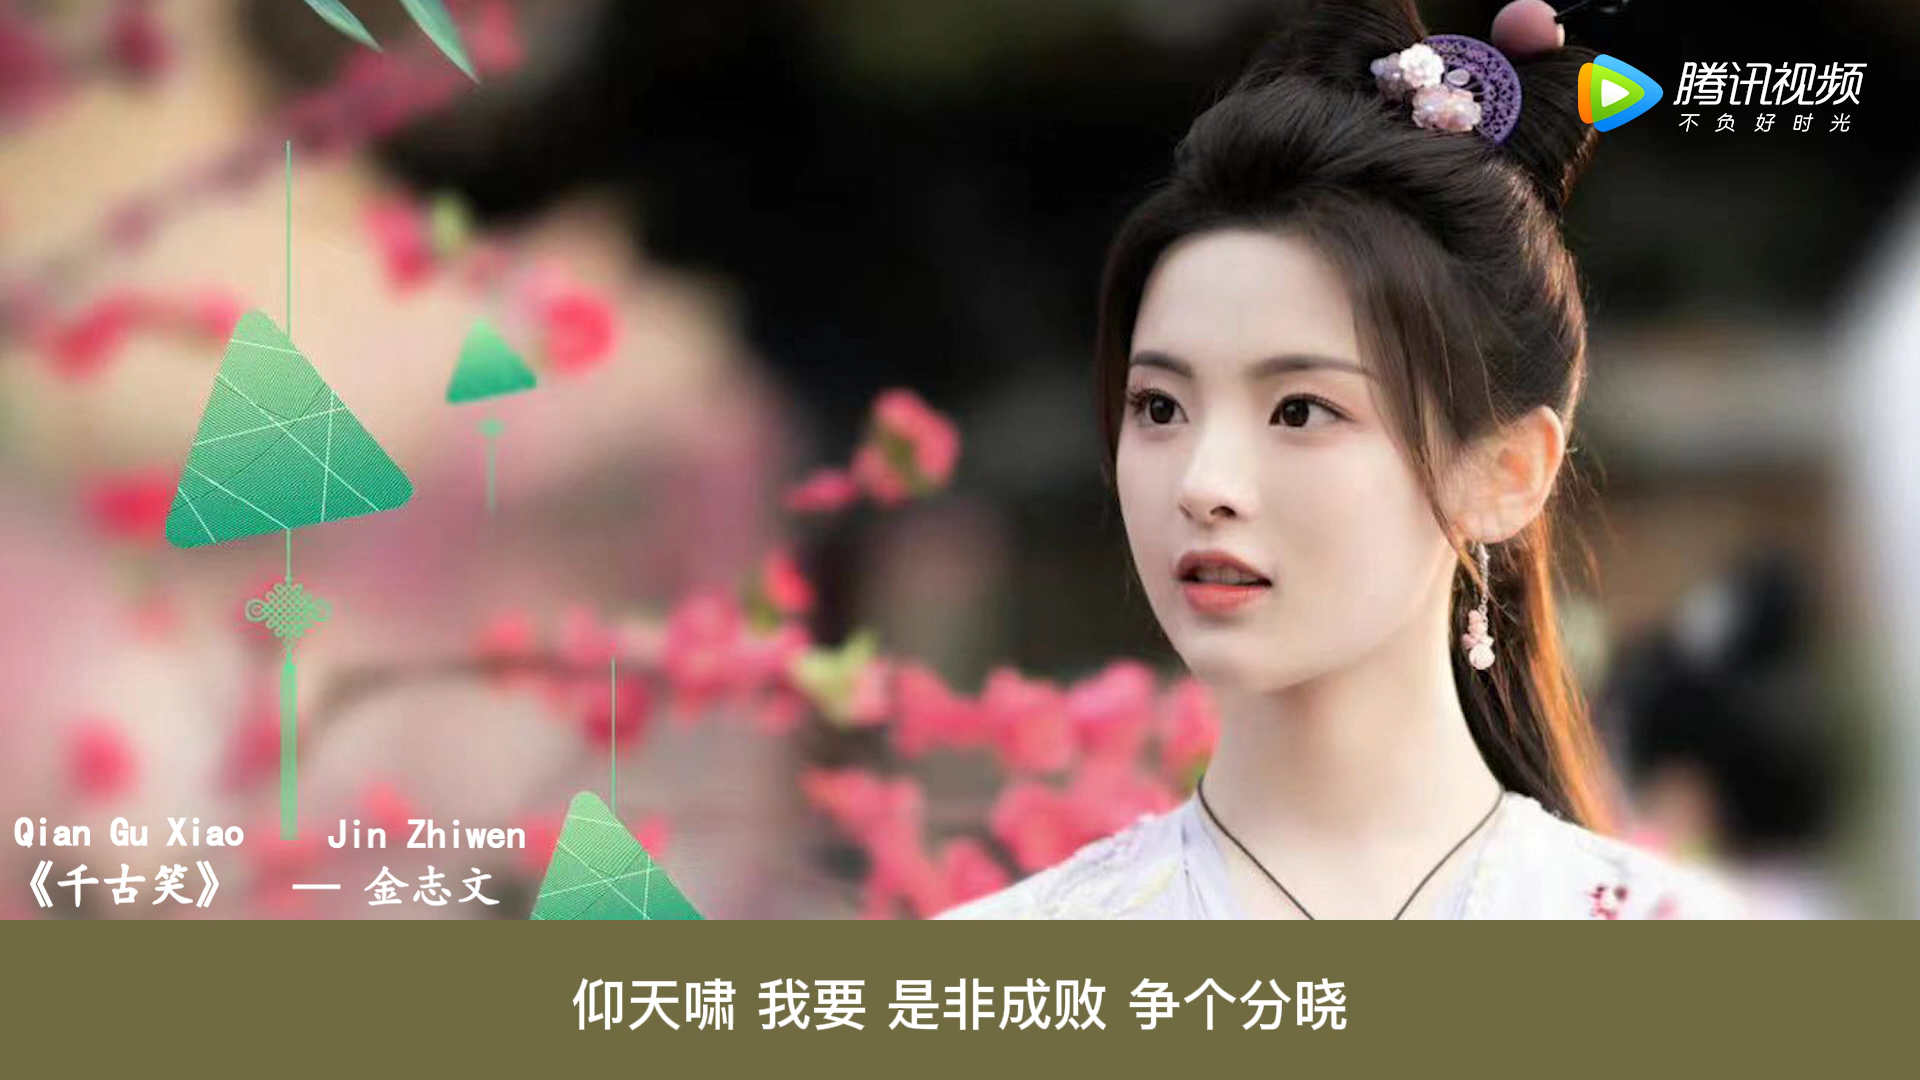 腾讯视频
不负好时光
Qian Gu Xiao Jin Zhiwen
《千古笑》 — 金志文
仰天啸 我要 是非成败 争个分晓